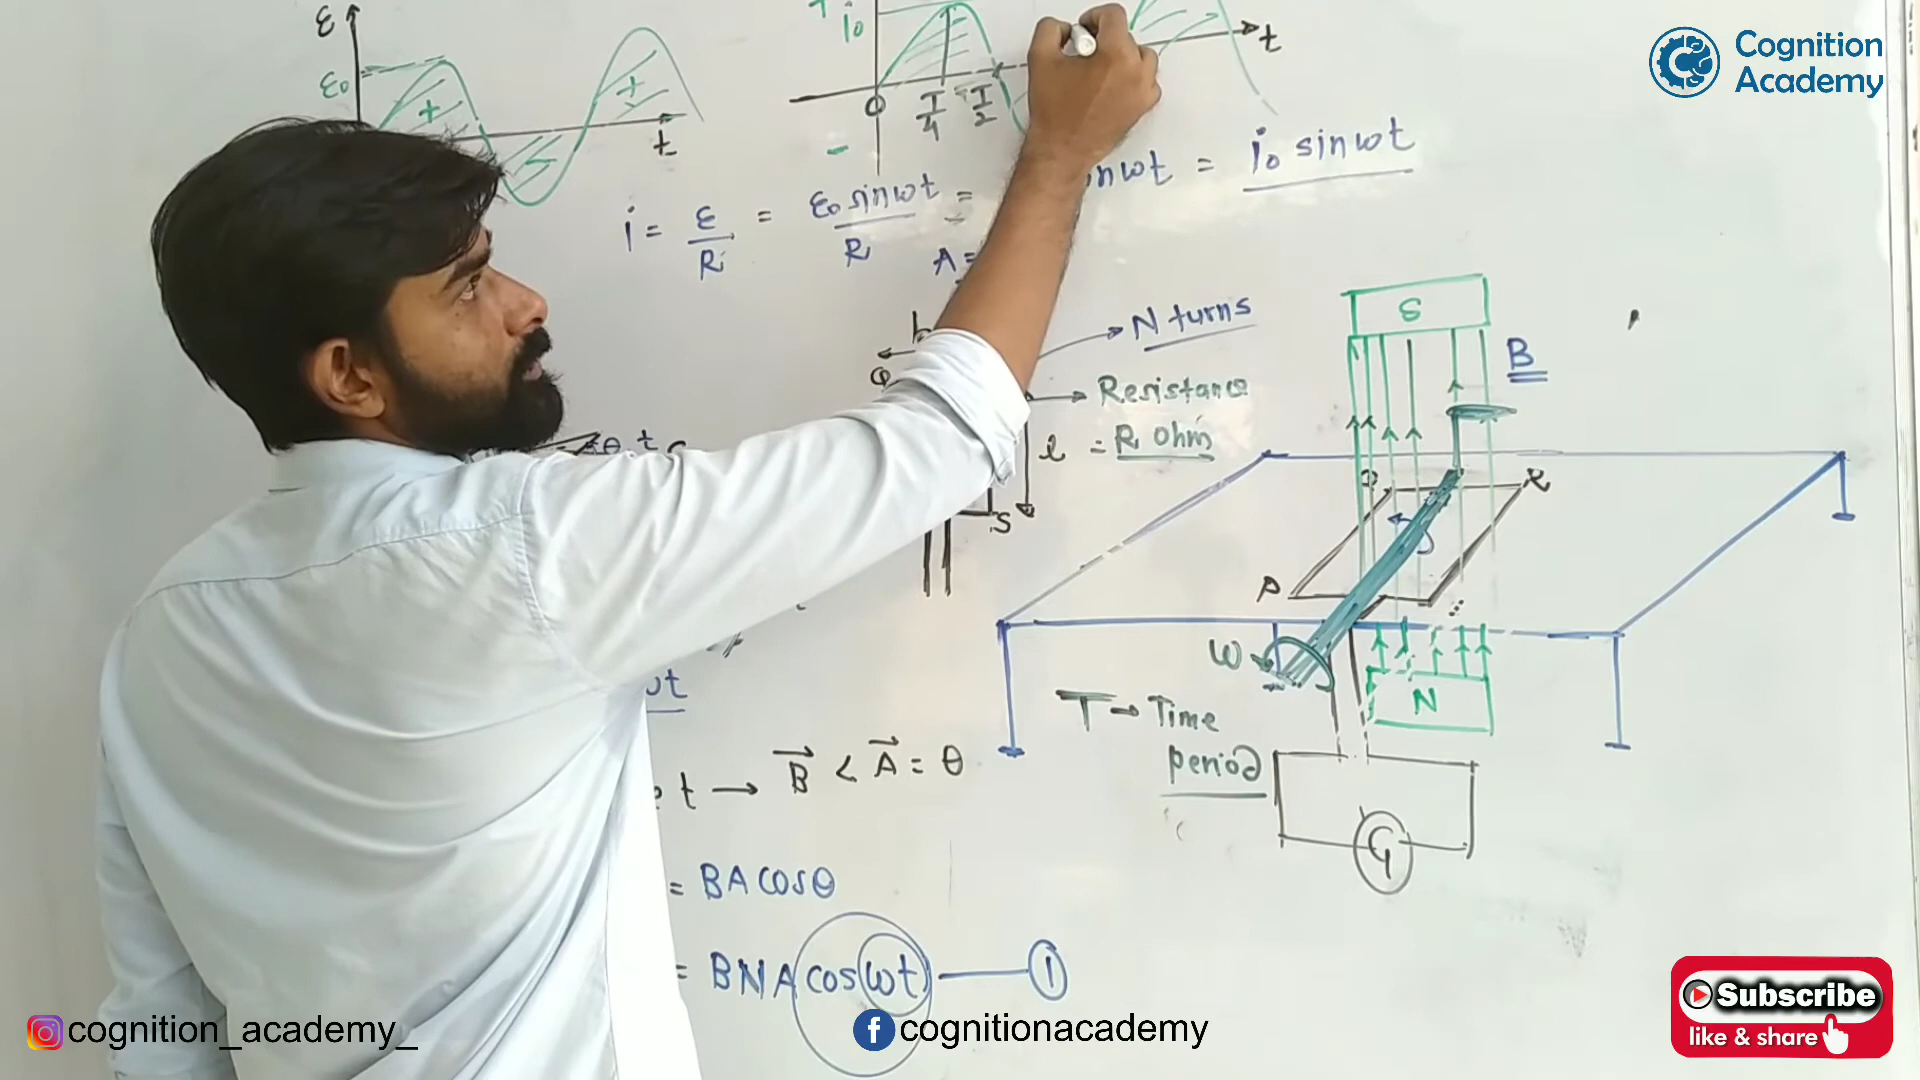 Cognition
Academy
ε
ε₀
+
-
+
t
i₀
0
T/4
T/2
t
-
i = ε/R = ε₀ sinωt / R = sinωt = i₀ sinωt
A =
N turns
Resistance
l = R ohm
S
S
B
P
R
ω
N
T → Time
period
G
t → B⃗ < A⃗ = θ
= BA cosθ
= BNA cos ωt — 1
cognition_academy_
cognitionacademy
Subscribe
like & share